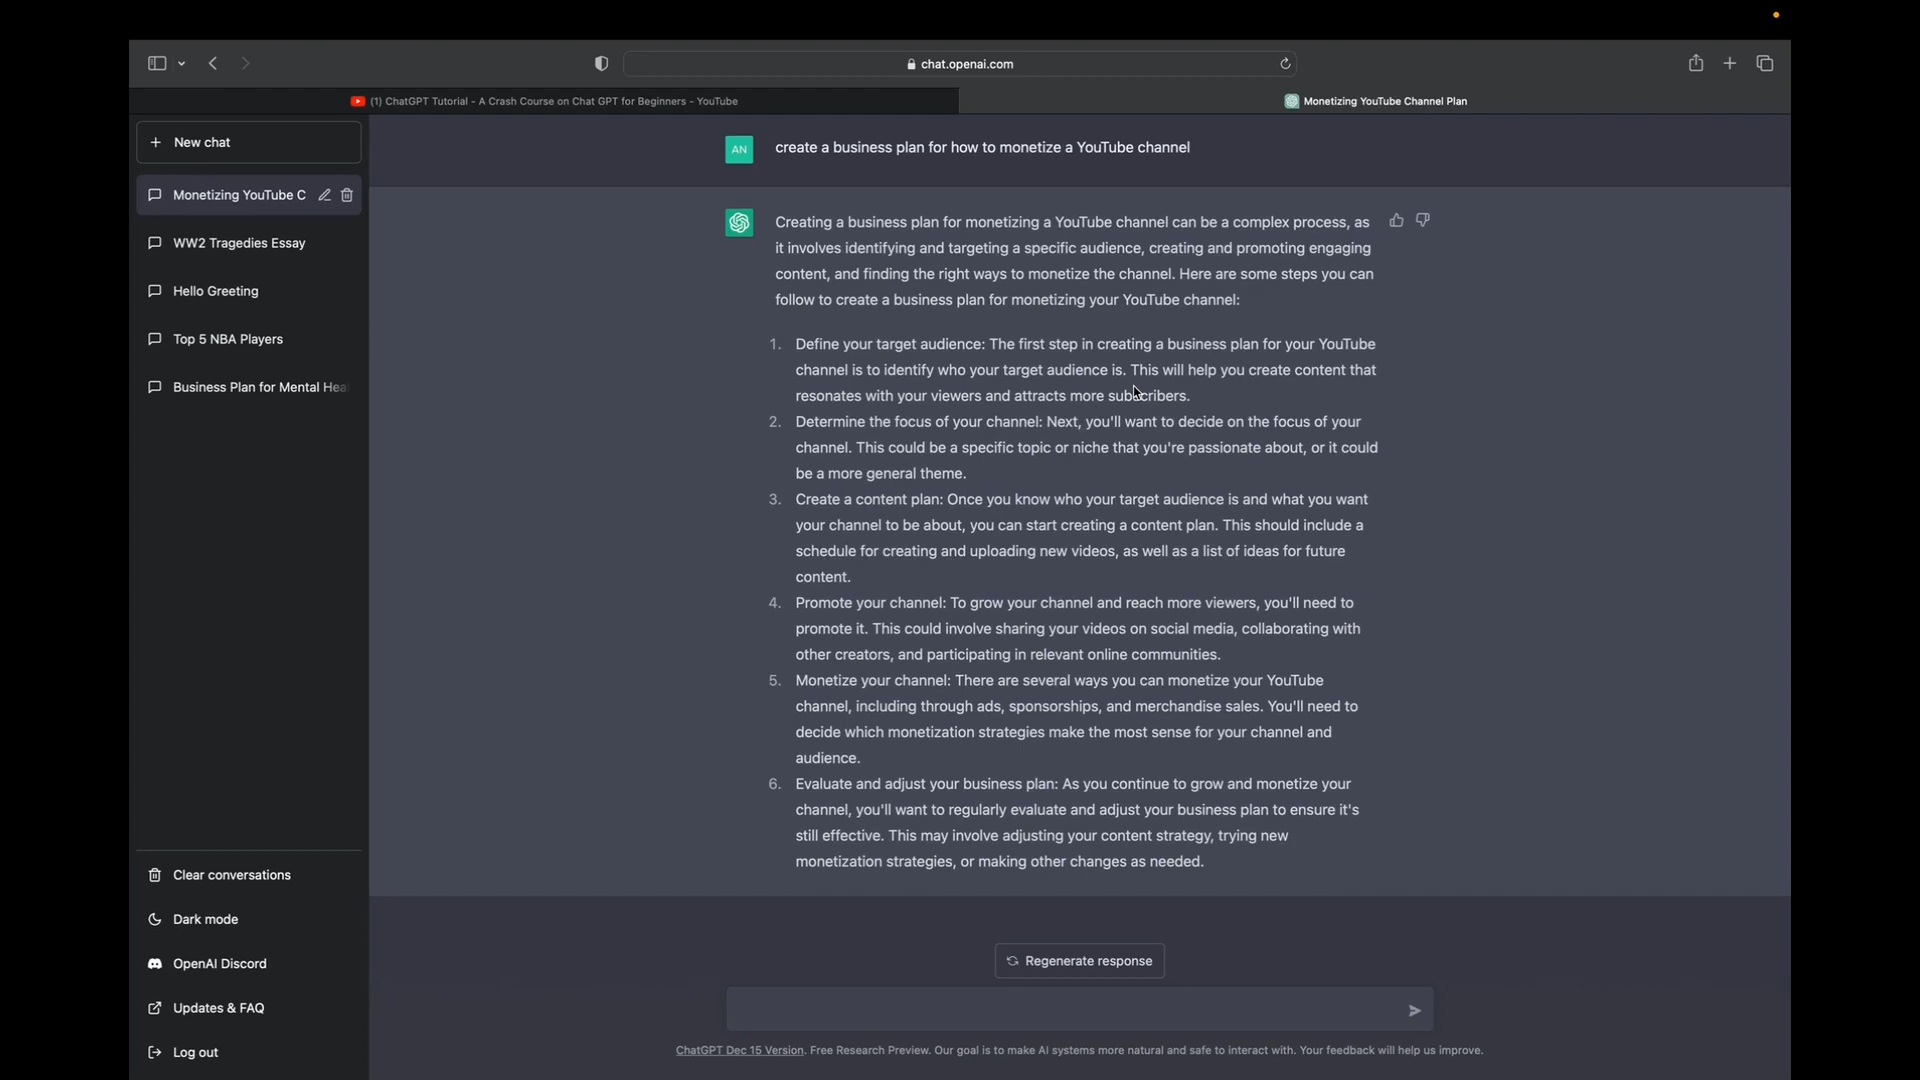 chat.openai.com
(1) ChatGPT Tutorial - A Crash Course on Chat GPT for Beginners - YouTube
Monetizing YouTube Channel Plan
New chat
Monetizing YouTube C
WW2 Tragedies Essay
Hello Greeting
Top 5 NBA Players
Business Plan for Mental Hea
Clear conversations
Dark mode
OpenAI Discord
Updates & FAQ
Log out
AN
create a business plan for how to monetize a YouTube channel
Creating a business plan for monetizing a YouTube channel can be a complex process, as
it involves identifying and targeting a specific audience, creating and promoting engaging
content, and finding the right ways to monetize the channel. Here are some steps you can
follow to create a business plan for monetizing your YouTube channel:
1. Define your target audience: The first step in creating a business plan for your YouTube
channel is to identify who your target audience is. This will help you create content that
resonates with your viewers and attracts more subscribers.
2. Determine the focus of your channel: Next, you'll want to decide on the focus of your
channel. This could be a specific topic or niche that you're passionate about, or it could
be a more general theme.
3. Create a content plan: Once you know who your target audience is and what you want
your channel to be about, you can start creating a content plan. This should include a
schedule for creating and uploading new videos, as well as a list of ideas for future
content.
4. Promote your channel: To grow your channel and reach more viewers, you'll need to
promote it. This could involve sharing your videos on social media, collaborating with
other creators, and participating in relevant online communities.
5. Monetize your channel: There are several ways you can monetize your YouTube
channel, including through ads, sponsorships, and merchandise sales. You'll need to
decide which monetization strategies make the most sense for your channel and
audience.
6. Evaluate and adjust your business plan: As you continue to grow and monetize your
channel, you'll want to regularly evaluate and adjust your business plan to ensure it's
still effective. This may involve adjusting your content strategy, trying new
monetization strategies, or making other changes as needed.
Regenerate response
ChatGPT Dec 15 Version. Free Research Preview. Our goal is to make AI systems more natural and safe to interact with. Your feedback will help us improve.